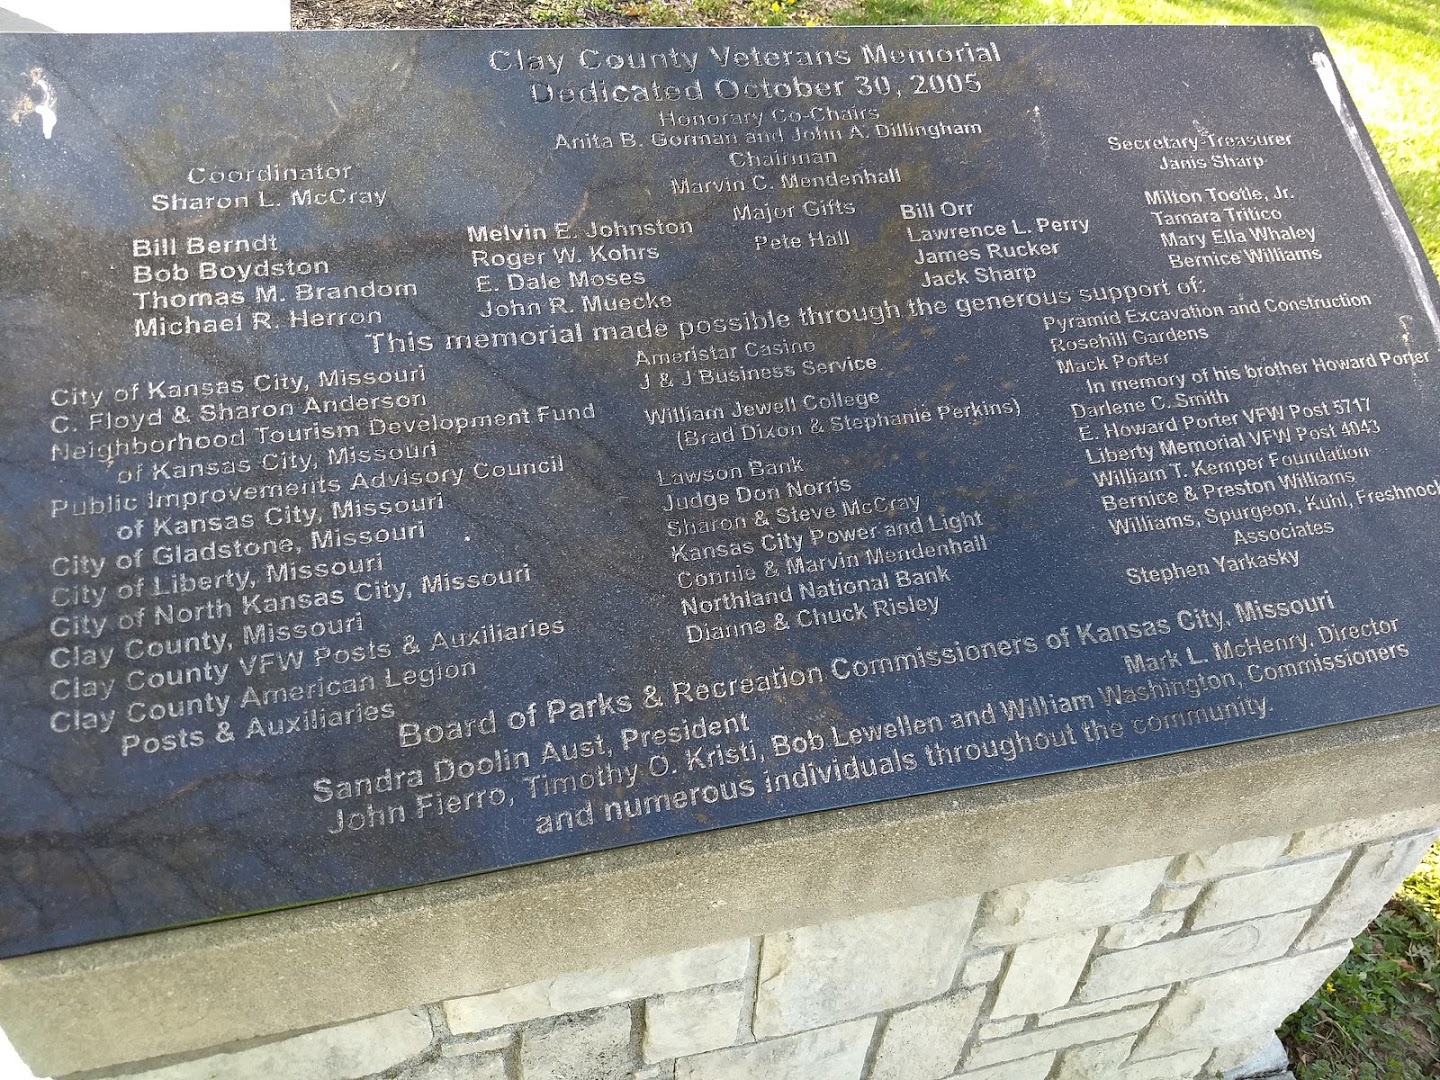 Clay County Veterans Memorial
Dedicated October 30, 2005
Honorary Co-Chairs
Anita B. Gorman and John A. Dillingham
Coordinator
Sharon L. McCray
Chairman
Marvin C. Mendenhall
Secretary-Treasurer
Janis Sharp
Bill Berndt
Bob Boydston
Thomas M. Brandom
Michael R. Herron
Melvin E. Johnston
Roger W. Kohrs
E. Dale Moses
John R. Muecke
Major Gifts
Pete Hall
Bill Orr
Lawrence L. Perry
James Rucker
Jack Sharp
Milton Tootle, Jr.
Tamara Tritico
Mary Ella Whaley
Bernice Williams
This memorial made possible through the generous support of:
City of Kansas City, Missouri
C. Floyd & Sharon Anderson
Neighborhood Tourism Development Fund
of Kansas City, Missouri
Public Improvements Advisory Council
of Kansas City, Missouri
City of Gladstone, Missouri
City of Liberty, Missouri
City of North Kansas City, Missouri
Clay County, Missouri
Clay County VFW Posts & Auxiliaries
Clay County American Legion
Posts & Auxiliaries
Ameristar Casino
J & J Business Service
William Jewell College
(Brad Dixon & Stephanie Perkins)
Lawson Bank
Judge Don Norris
Sharon & Steve McCray
Kansas City Power and Light
Connie & Marvin Mendenhall
Northland National Bank
Dianne & Chuck Risley
Pyramid Excavation and Construction
Rosehill Gardens
Mack Porter
In memory of his brother Howard Porter
Darlene C. Smith
E. Howard Porter VFW Post 5717
Liberty Memorial VFW Post 4043
William T. Kemper Foundation
Bernice & Preston Williams
Williams, Spurgeon, Kuhl, Freshnock
Associates
Stephen Yarkasky
Board of Parks & Recreation Commissioners of Kansas City, Missouri
Sandra Doolin Aust, President
Mark L. McHenry, Director
John Fierro, Timothy O. Kristi, Bob Lewellen and William Washington, Commissioners
and numerous individuals throughout the community.